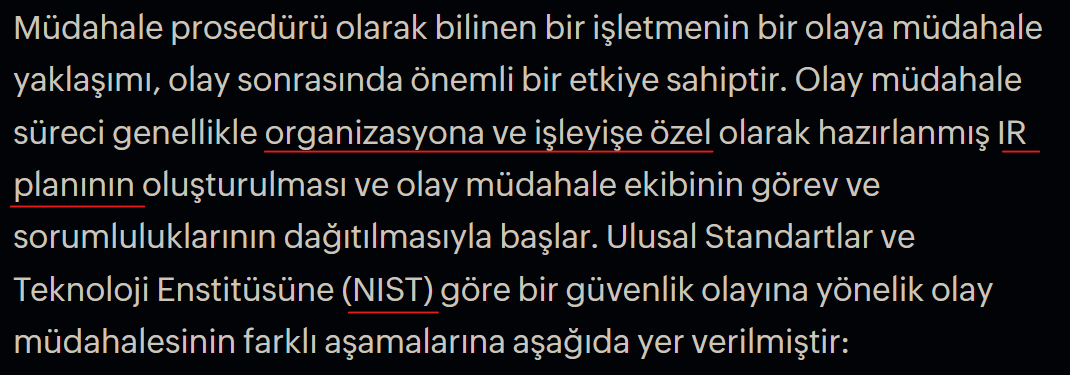 Müdahale prosedürü olarak bilinen bir işletmenin bir olaya müdahale
yaklaşımı, olay sonrasında önemli bir etkiye sahiptir. Olay müdahale
süreci genellikle organizasyona ve işleyişe özel olarak hazırlanmış IR
planının oluşturulması ve olay müdahale ekibinin görev ve
sorumluluklarının dağıtılmasıyla başlar. Ulusal Standartlar ve
Teknoloji Enstitüsüne (NIST) göre bir güvenlik olayına yönelik olay
müdahalesinin farklı aşamalarına aşağıda yer verilmiştir: